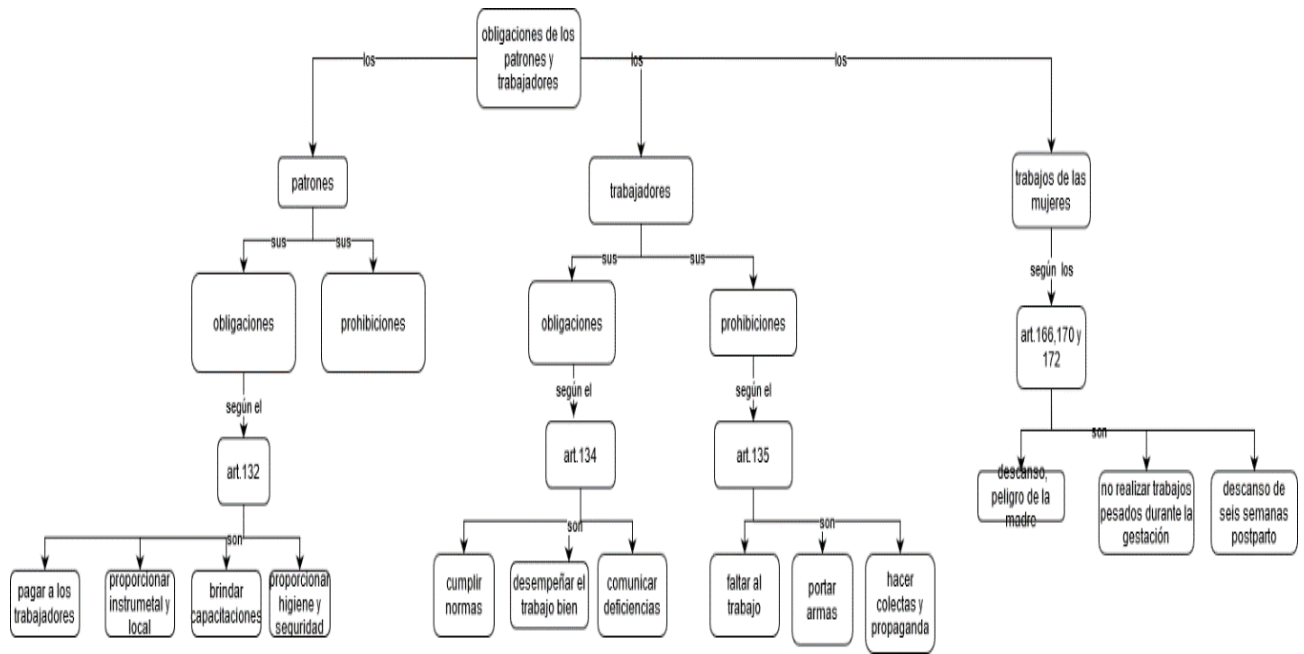 obligaciones de los
patrones y
trabajadores
los
los
los
patrones
trabajadores
trabajos de las
mujeres
sus
sus
sus
sus
según los
obligaciones
prohibiciones
obligaciones
prohibiciones
art.166,170 y
172
según el
según el
según el
art.132
art.134
art.135
son
son
son
son
descanso,
peligro de la
madre
no realizar trabajos
pesados durante la
gestación
descanso de
seis semanas
postparto
pagar a los
trabajadores
proporcionar
instrumetal y
local
brindar
capacitaciones
proporcionar
higiene y
seguridad
cumplir
normas
desempeñar el
trabajo bien
comunicar
deficiencias
faltar al
trabajo
portar
armas
hacer
colectas y
propaganda